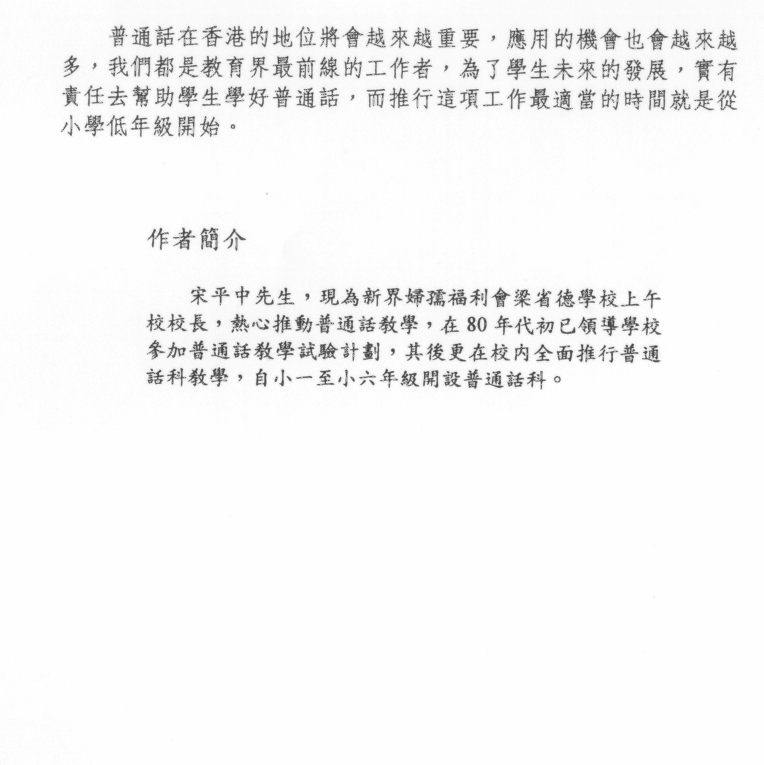 普通話在香港的地位將會越來越重要，應用的機會也會越來越
多，我們都是教育界最前線的工作者，為了學生未來的發展，實有
責任去幫助學生學好普通話，而推行這項工作最適當的時間就是從
小學低年級開始。
作者簡介
宋平中先生，現為新界婦孺福利會梁省德學校上午
校校長，熱心推動普通話教學，在 80 年代初已領導學校
參加普通話教學試驗計劃，其後更在校內全面推行普通
話科教學，自小一至小六年級開設普通話科。